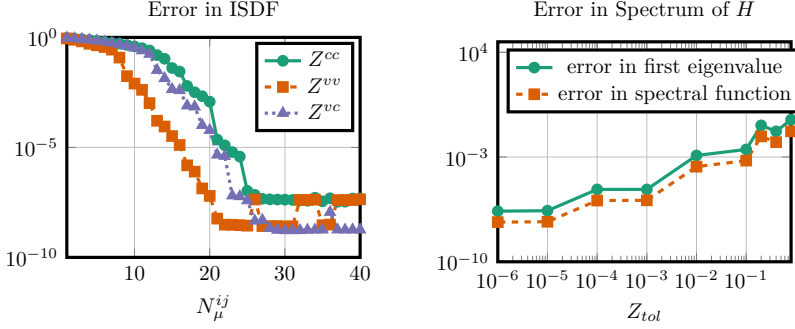 Error in ISDF
10^0
10^-5
10^-10
Z^cc
Z^vv
Z^vc
10
20
30
40
N_μ^ij
Error in Spectrum of H
10^4
10^-3
10^-10
error in first eigenvalue
error in spectral function
10^-6
10^-5
10^-4
10^-3
10^-2
10^-1
Z_tol